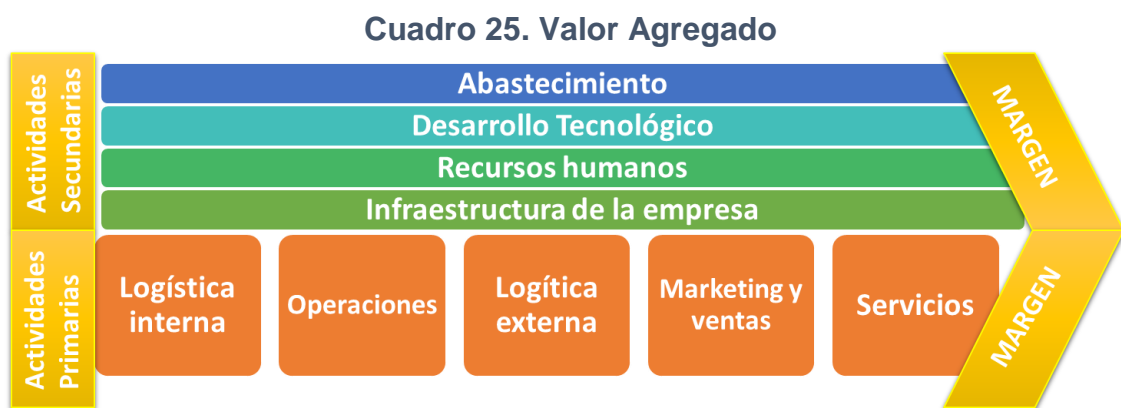 Cuadro 25. Valor Agregado
Actividades
Secundarias
Abastecimiento
Desarrollo Tecnológico
Recursos humanos
Infraestructura de la empresa
MARGEN
Actividades
Primarias
Logística
interna
Operaciones
Logítica
externa
Marketing y
ventas
Servicios
MARGEN